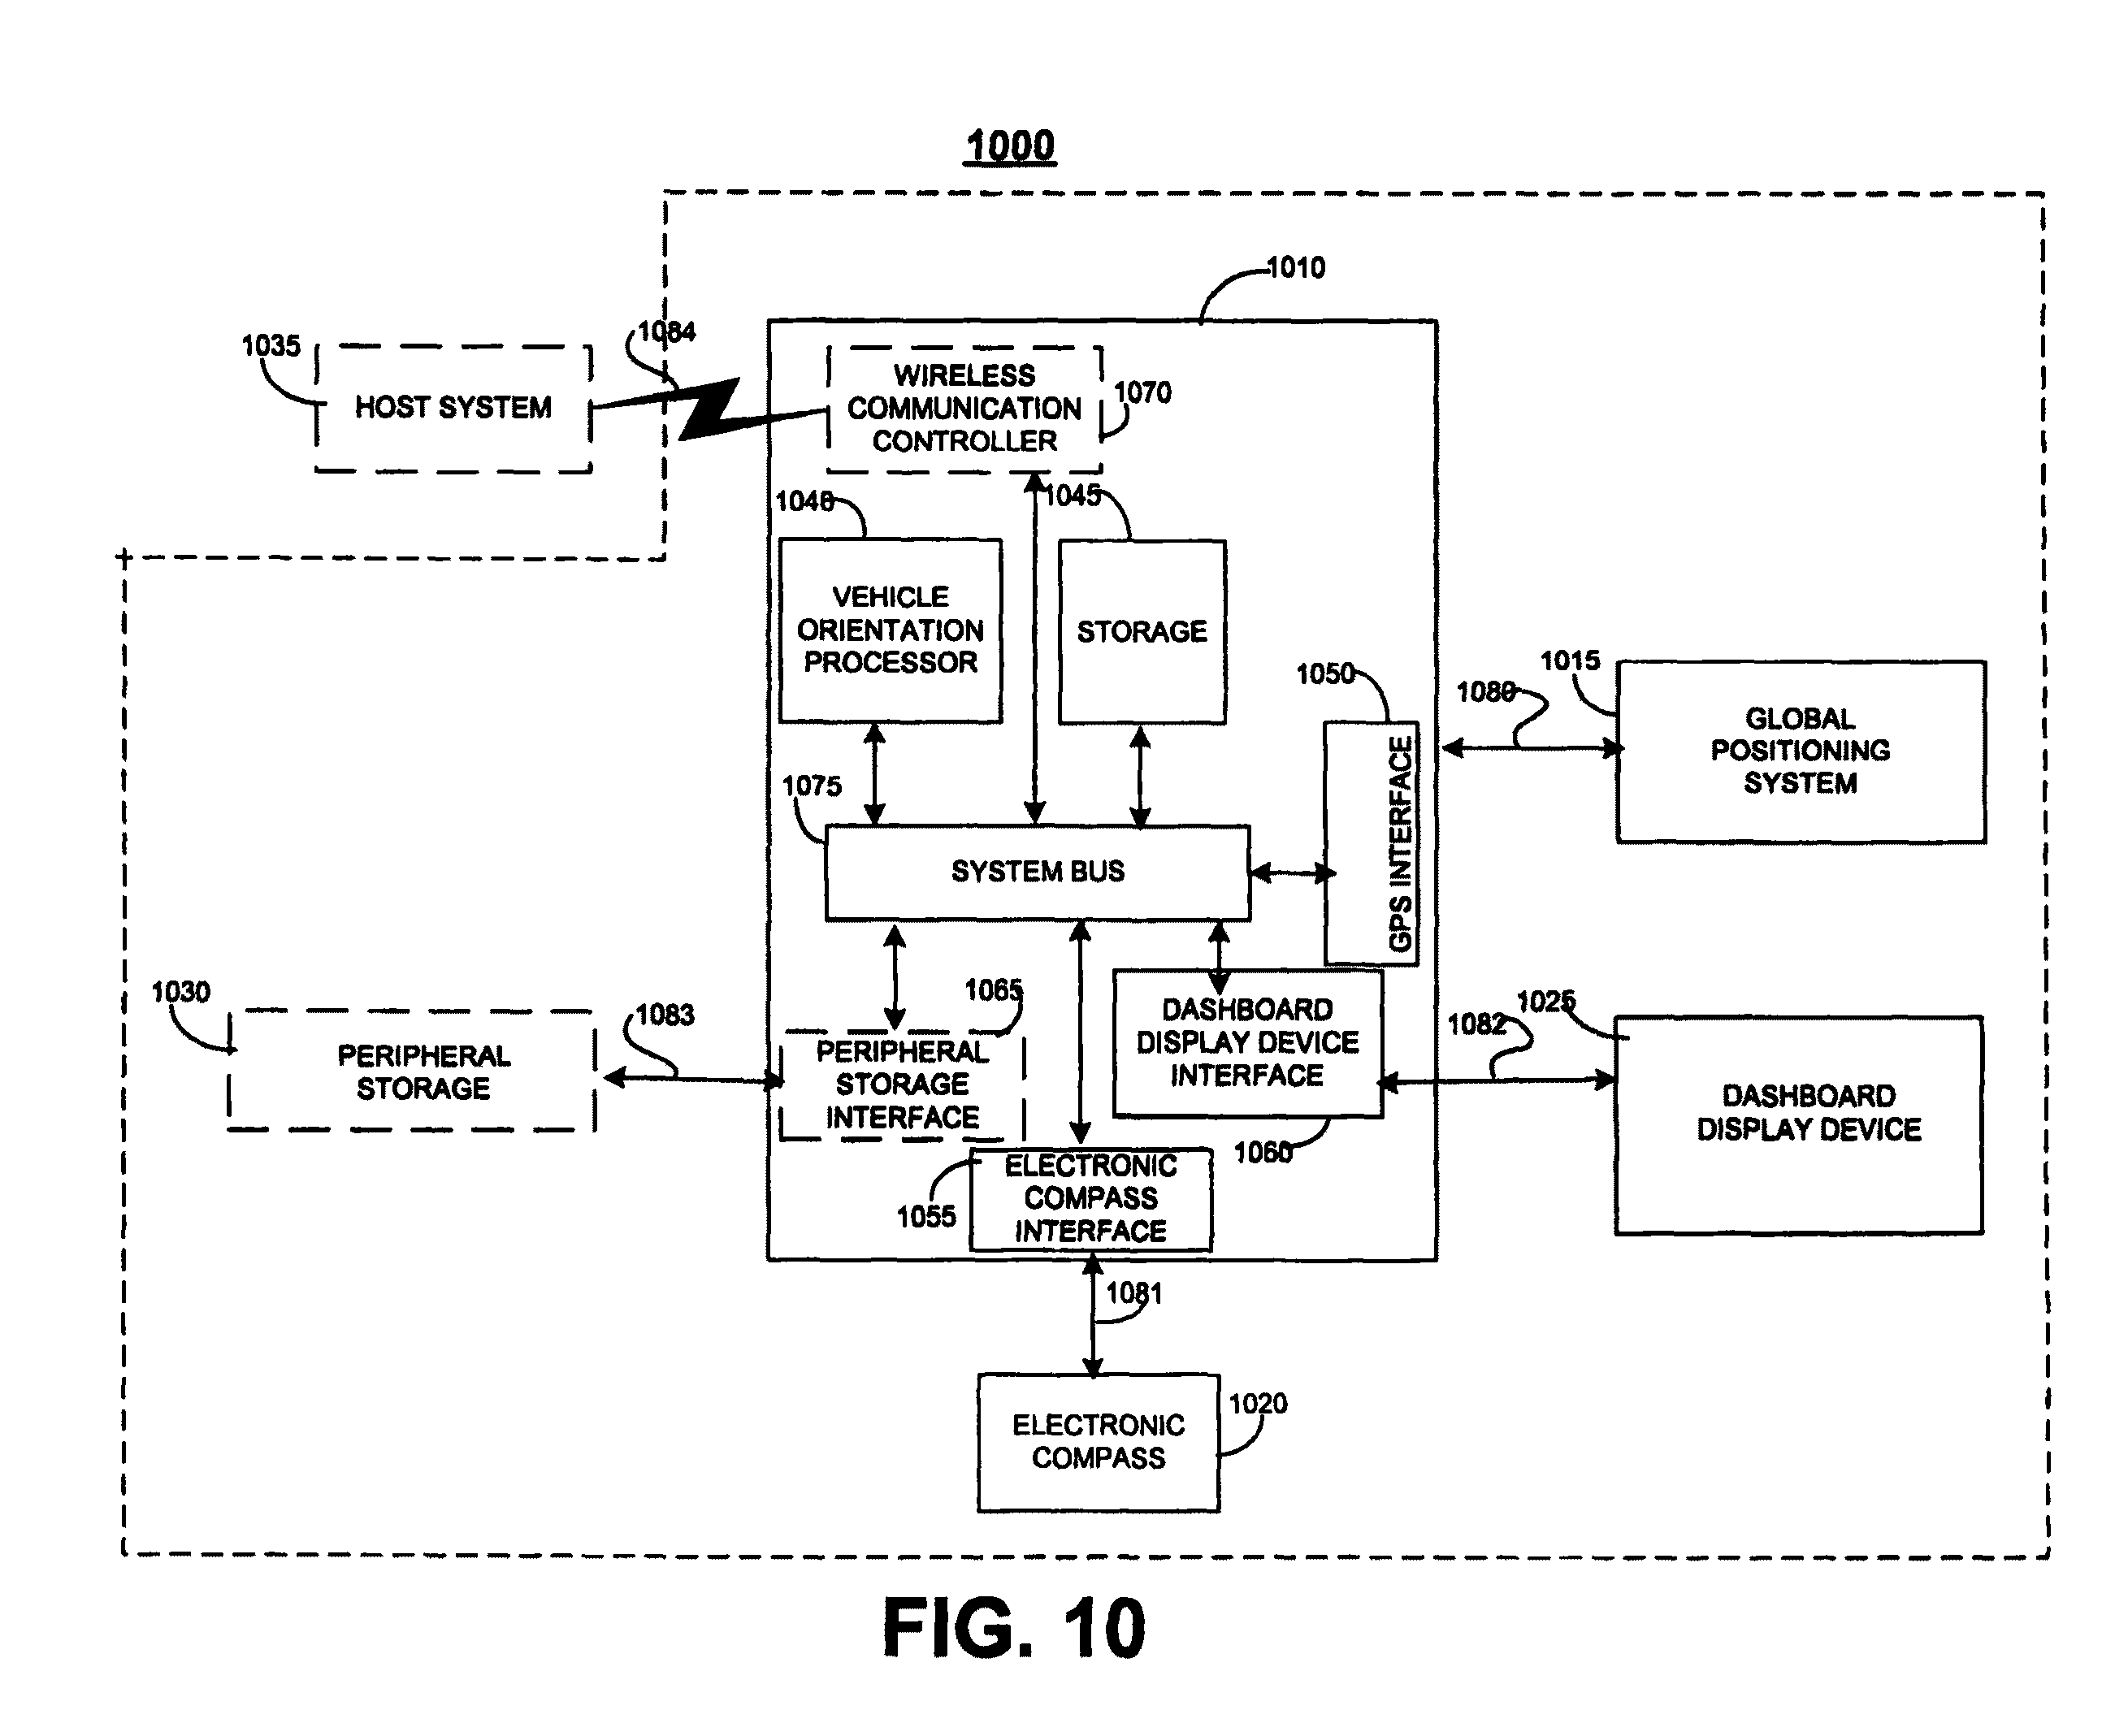 1000
1010
1084
1035
HOST SYSTEM
WIRELESS
COMMUNICATION
CONTROLLER
1070
1040
1045
VEHICLE
ORIENTATION
PROCESSOR
STORAGE
1050
1080
1015
GLOBAL
POSITIONING
SYSTEM
GPS INTERFACE
1075
SYSTEM BUS
1030
PERIPHERAL
STORAGE
1083
1065
PERIPHERAL
STORAGE
INTERFACE
DASHBOARD
DISPLAY DEVICE
INTERFACE
1082
1025
DASHBOARD
DISPLAY DEVICE
1060
1055
ELECTRONIC
COMPASS
INTERFACE
1081
1020
ELECTRONIC
COMPASS
FIG. 10